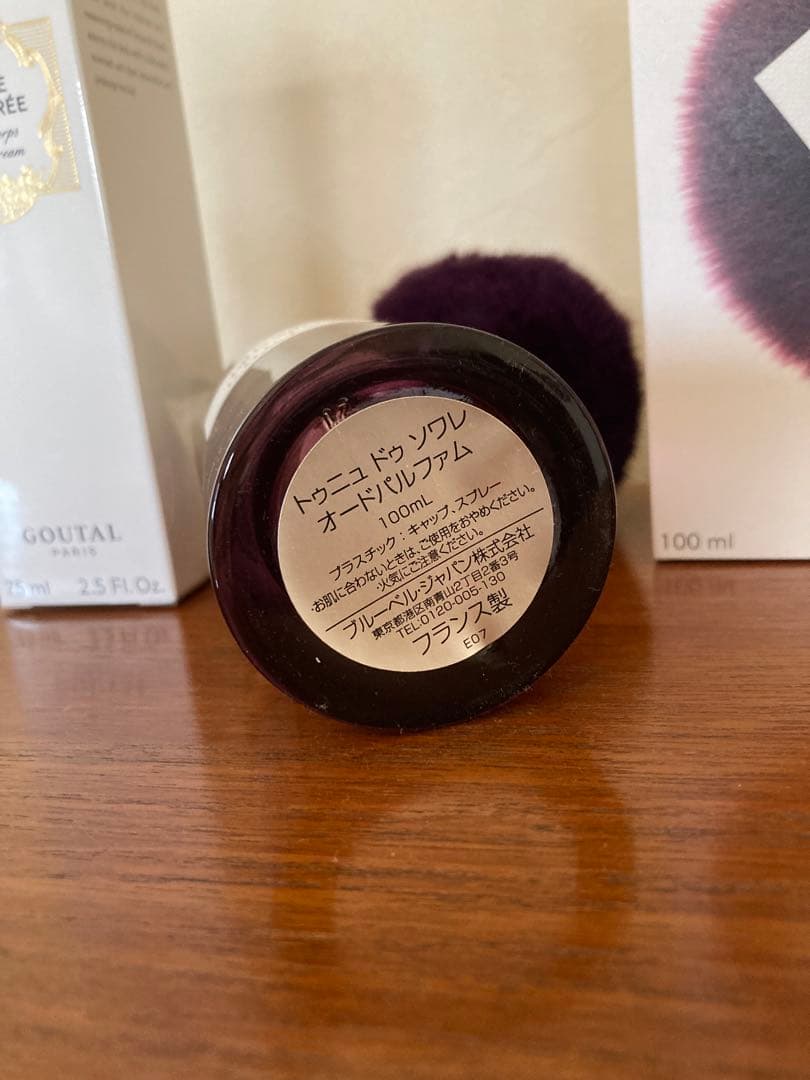 E
RÉE
orps
ream
GOUTAL
PARIS
75 ml 2.5 Fl.Oz.
トゥニュ ドゥ ソワレ
オードパルファム
100mL
プラスチック：キャップ、スプレー
・お肌に合わないときは、ご使用をおやめください。
・火気にご注意ください。
ブルーベル・ジャパン株式会社
東京都港区南青山2丁目2番3号
TEL:0120-005-130
フランス製
E07
100 ml